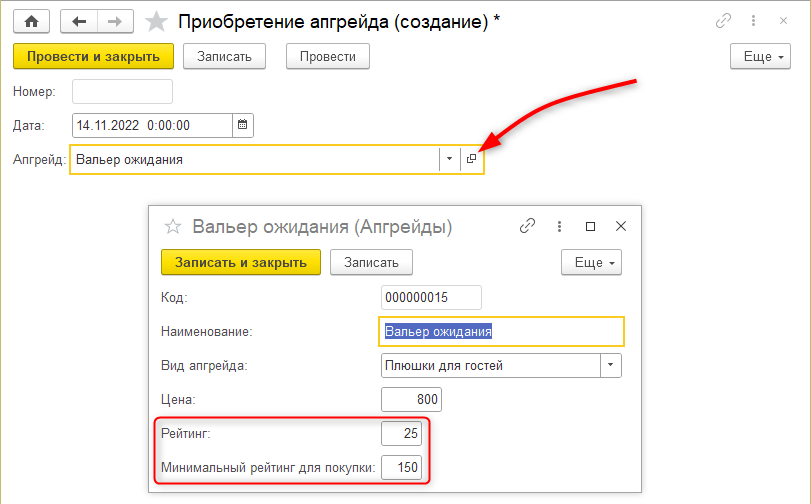 Приобретение апгрейда (создание) *
Провести и закрыть Записать Провести Еще
Номер:
Дата: 14.11.2022 0:00:00
Апгрейд: Вальер ожидания
Вальер ожидания (Апгрейды)
Записать и закрыть Записать Еще
Код: 000000015
Наименование: Вальер ожидания
Вид апгрейда: Плюшки для гостей
Цена: 800
Рейтинг: 25
Минимальный рейтинг для покупки: 150